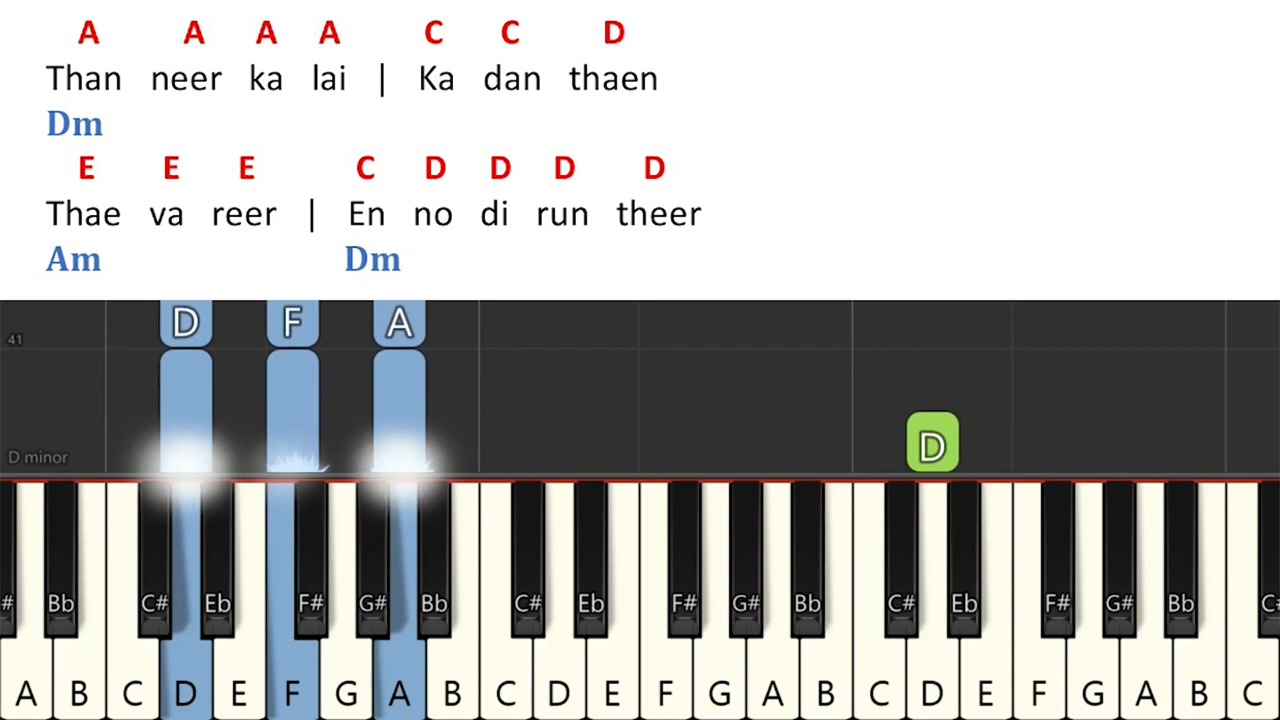 A A A A C C D
Than neer ka lai | Ka dan thaen
Dm
E E E C D D D D
Thae va reer | En no di run theer
Am Dm
D F A
41
D
D minor
# Bb C# Eb F# G# Bb C# Eb F# G# Bb C# Eb F# G# Bb C#
A B C D E F G A B C D E F G A B C D E F G A B C